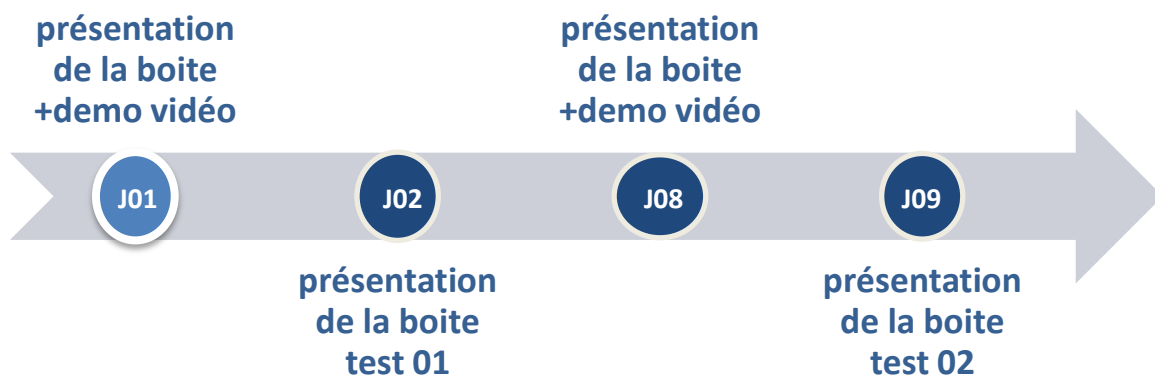 présentation
de la boite
+demo vidéo
présentation
de la boite
+demo vidéo
J01
J02
J08
J09
présentation
de la boite
test 01
présentation
de la boite
test 02